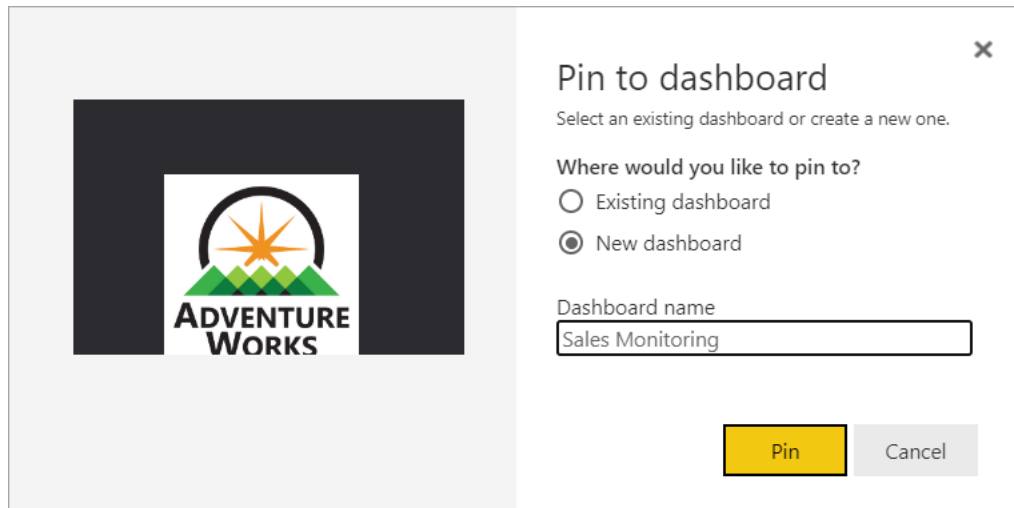 Pin to dashboard
Select an existing dashboard or create a new one.
Where would you like to pin to?
Existing dashboard
New dashboard
Dashboard name
Sales Monitoring
Pin
Cancel
ADVENTURE
WORKS